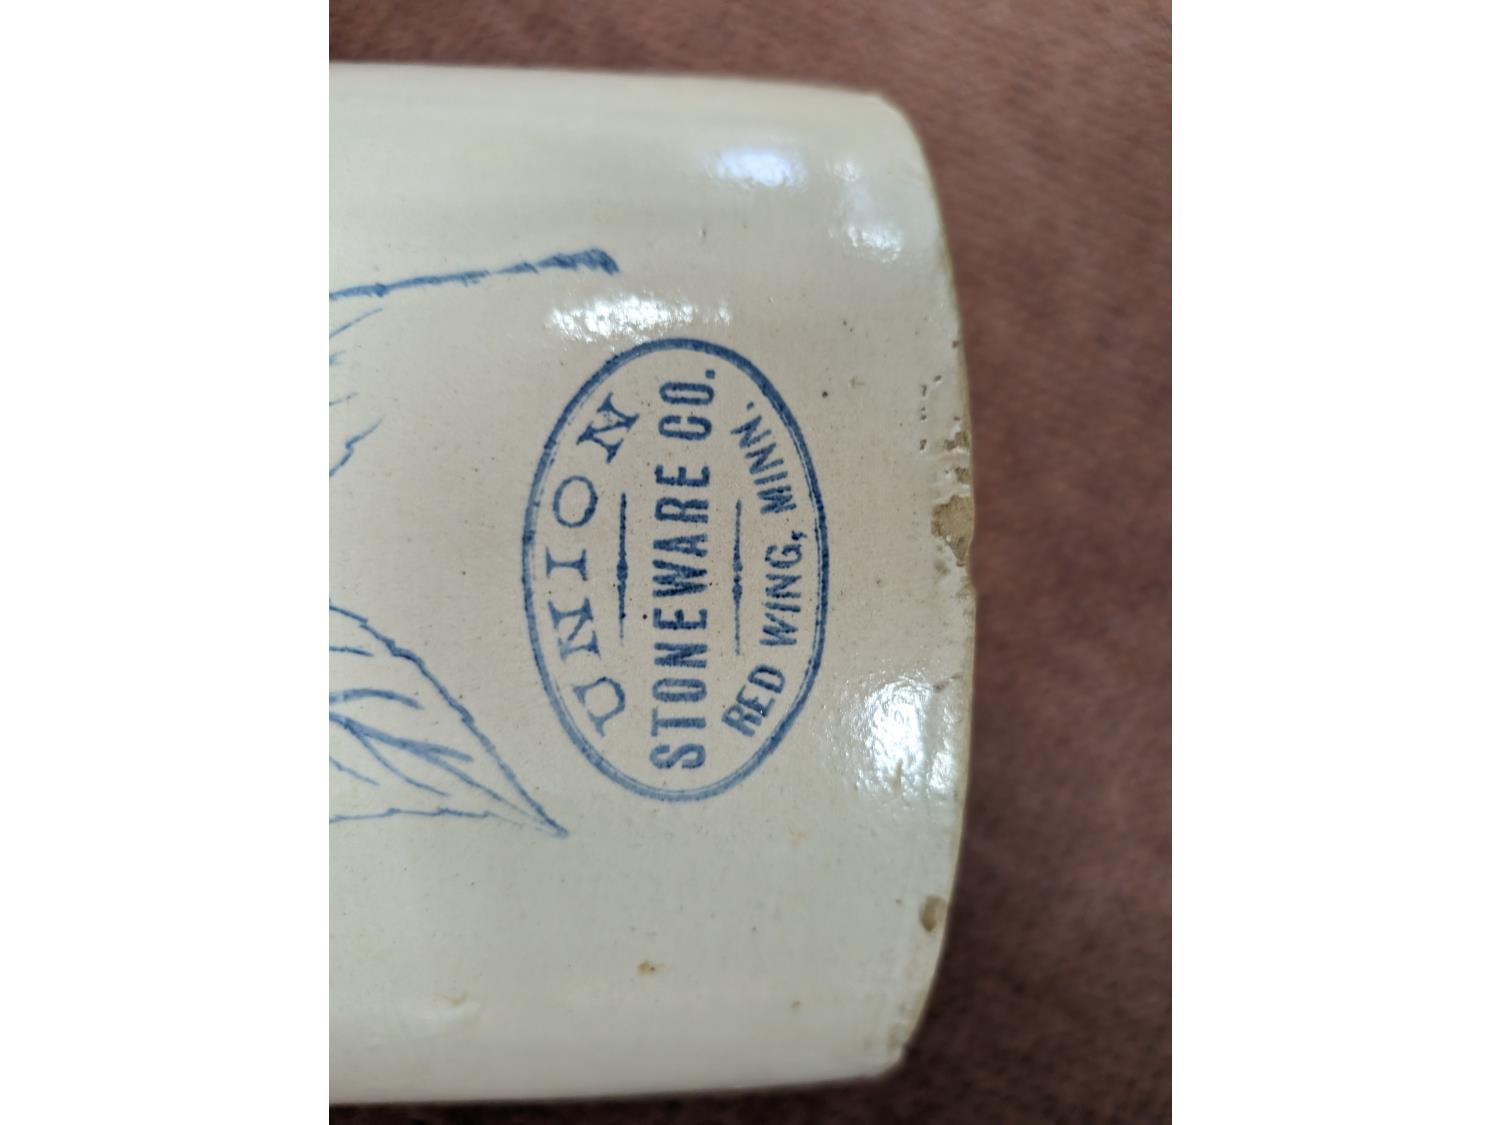 UNION
STONEWARE CO.
RED WING, MINN.